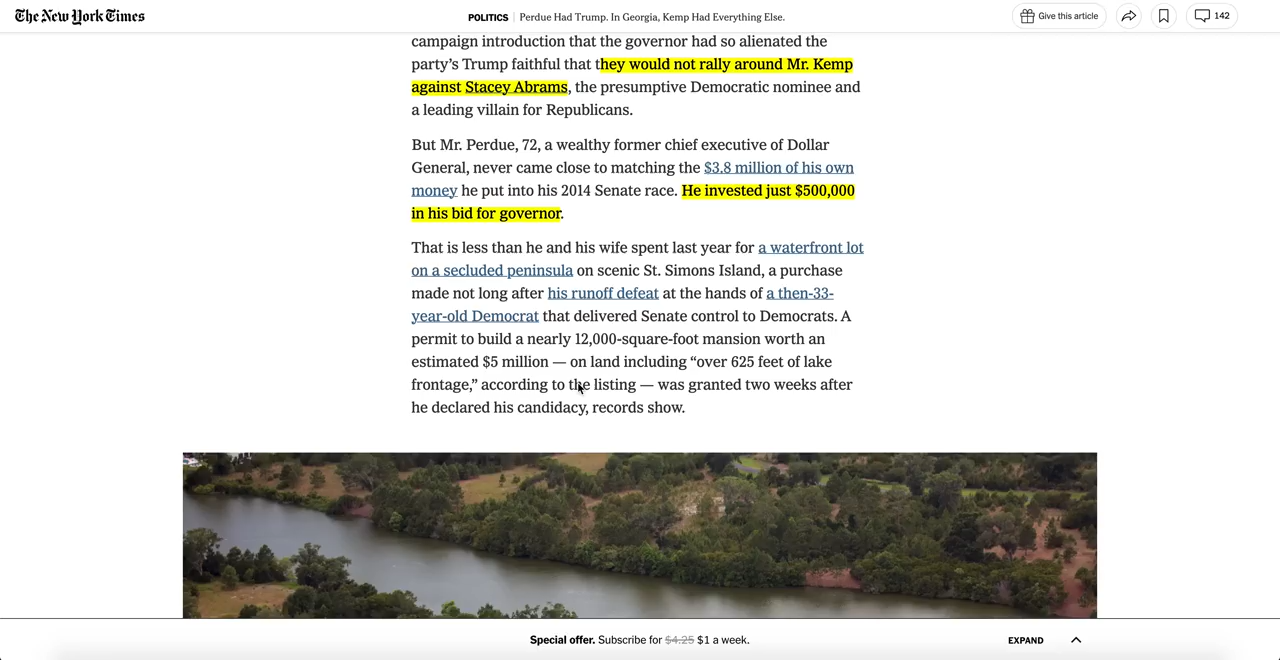 The New York Times
POLITICS | Perdue Had Trump. In Georgia, Kemp Had Everything Else.
Give this article
142
campaign introduction that the governor had so alienated the
party’s Trump faithful that they would not rally around Mr. Kemp
against Stacey Abrams, the presumptive Democratic nominee and
a leading villain for Republicans.
But Mr. Perdue, 72, a wealthy former chief executive of Dollar
General, never came close to matching the $3.8 million of his own
money he put into his 2014 Senate race. He invested just $500,000
in his bid for governor.
That is less than he and his wife spent last year for a waterfront lot
on a secluded peninsula on scenic St. Simons Island, a purchase
made not long after his runoff defeat at the hands of a then-33-
year-old Democrat that delivered Senate control to Democrats. A
permit to build a nearly 12,000-square-foot mansion worth an
estimated $5 million — on land including “over 625 feet of lake
frontage,” according to the listing — was granted two weeks after
he declared his candidacy, records show.
Special offer. Subscribe for $4.25 $1 a week.
EXPAND